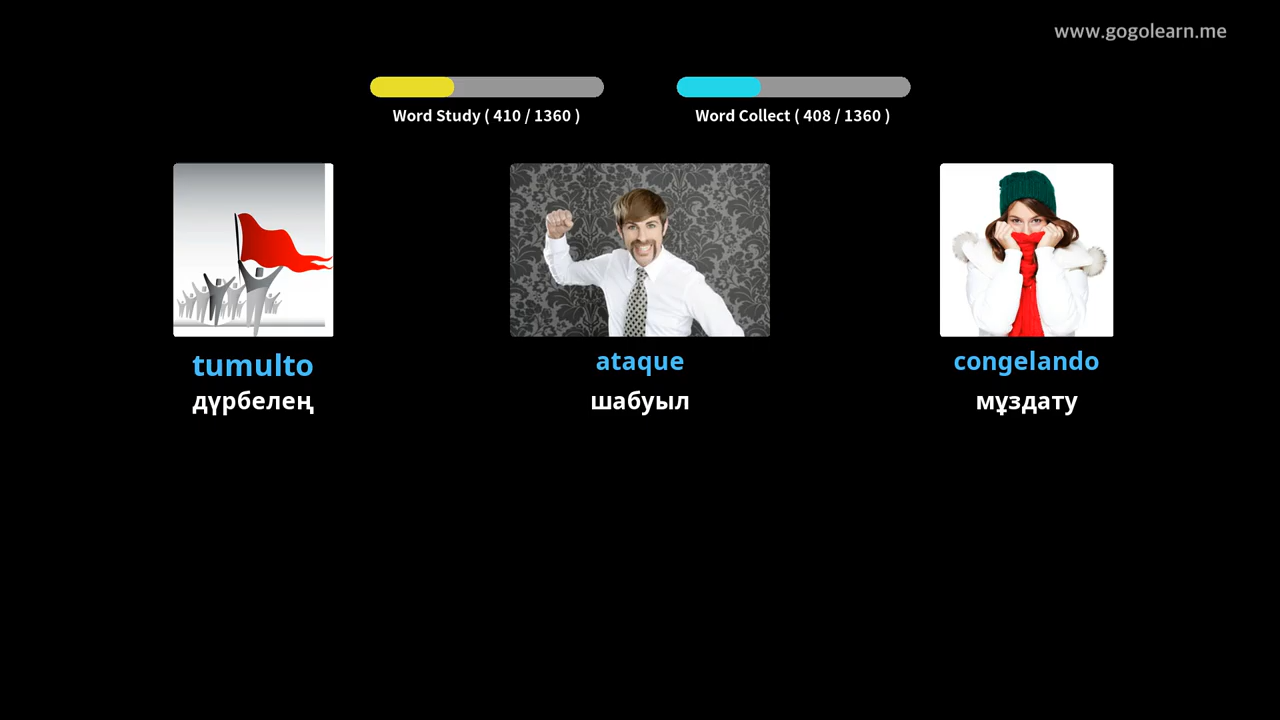 www.gogolearn.me
Word Study ( 410 / 1360 )
Word Collect ( 408 / 1360 )
tumulto
дүрбелең
ataque
шабуыл
congelando
мұздату